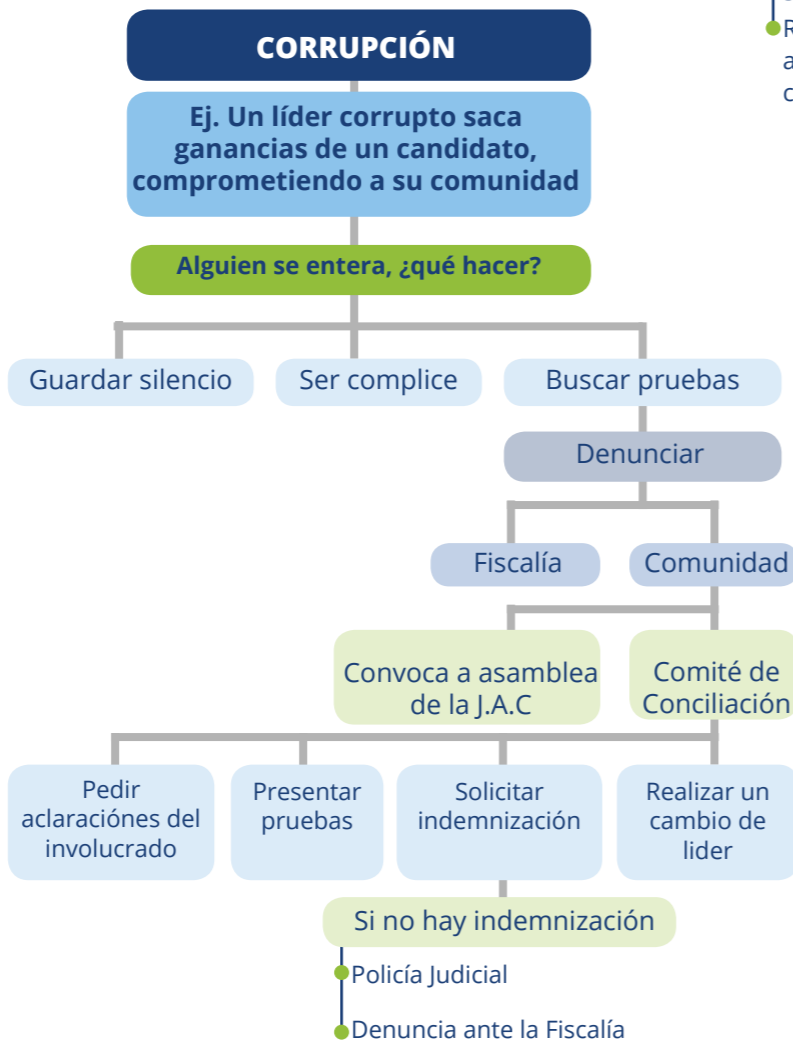 CORRUPCIÓN
Ej. Un líder corrupto saca
ganancias de un candidato,
comprometiendo a su comunidad
Alguien se entera, ¿qué hacer?
Guardar silencio
Ser complice
Buscar pruebas
Denunciar
Fiscalía
Comunidad
Convoca a asamblea
de la J.A.C
Comité de
Conciliación
Pedir
aclaraciónes del
involucrado
Presentar
pruebas
Solicitar
indemnización
Realizar un
cambio de
lider
Si no hay indemnización
Policía Judicial
Denuncia ante la Fiscalía